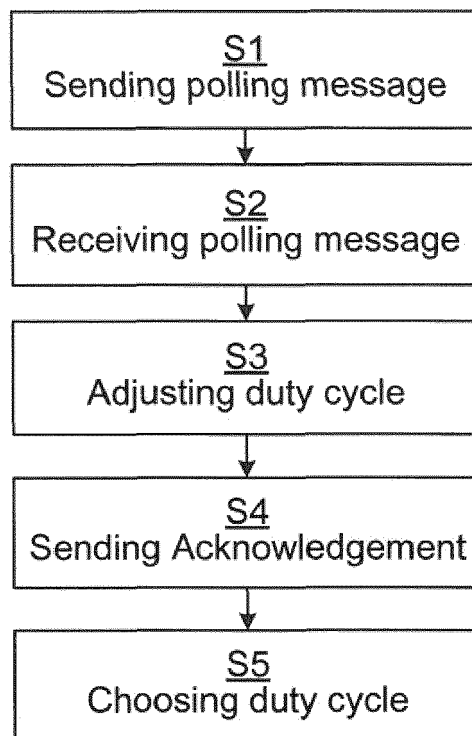 S1
Sending polling message
S2
Receiving polling message
S3
Adjusting duty cycle
S4
Sending Acknowledgement
S5
Choosing duty cycle